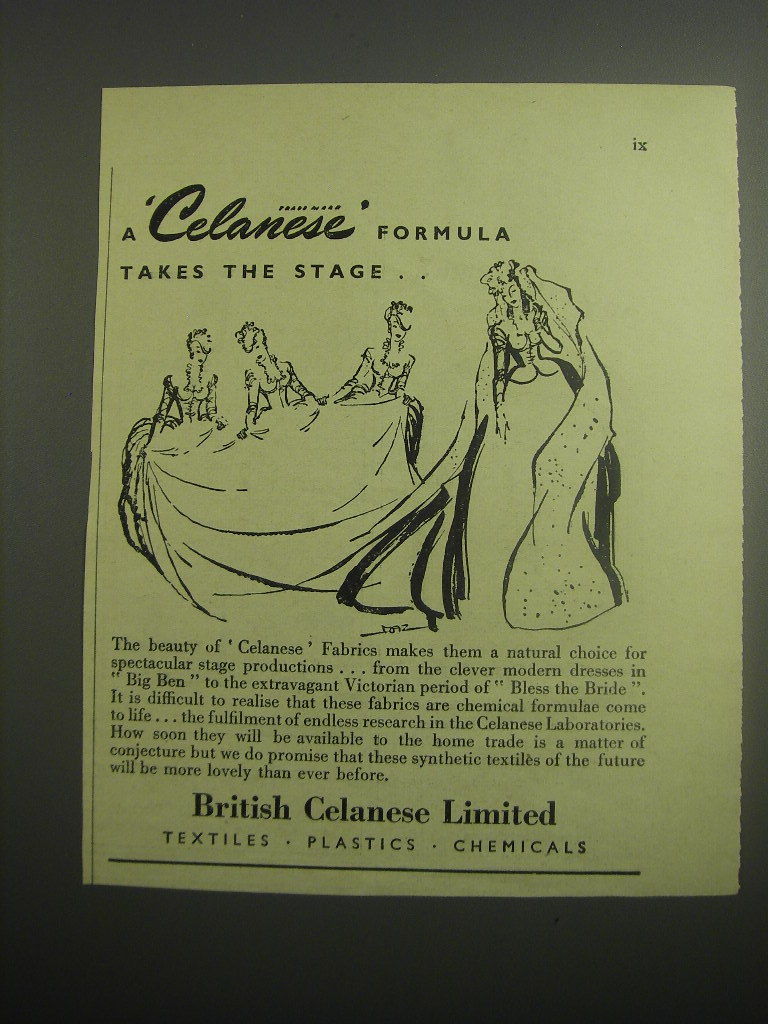 ix
TRADE MARK
A 'Celanese' FORMULA
TAKES THE STAGE . .
The beauty of ' Celanese ' Fabrics makes them a natural choice for
spectacular stage productions . . . from the clever modern dresses in
" Big Ben " to the extravagant Victorian period of " Bless the Bride ".
It is difficult to realise that these fabrics are chemical formulae come
to life . . . the fulfilment of endless research in the Celanese Laboratories.
How soon they will be available to the home trade is a matter of
conjecture but we do promise that these synthetic textiles of the future
will be more lovely than ever before.
British Celanese Limited
TEXTILES · PLASTICS · CHEMICALS